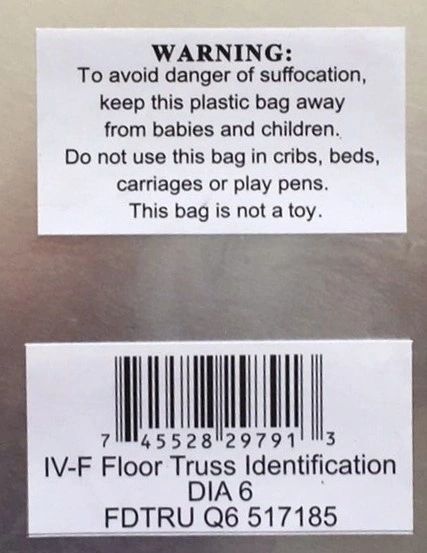 WARNING:
To avoid danger of suffocation,
keep this plastic bag away
from babies and children.
Do not use this bag in cribs, beds,
carriages or play pens.
This bag is not a toy.
7 45528 29791 3
IV-F Floor Truss Identification
DIA 6
FDTRU Q6 517185